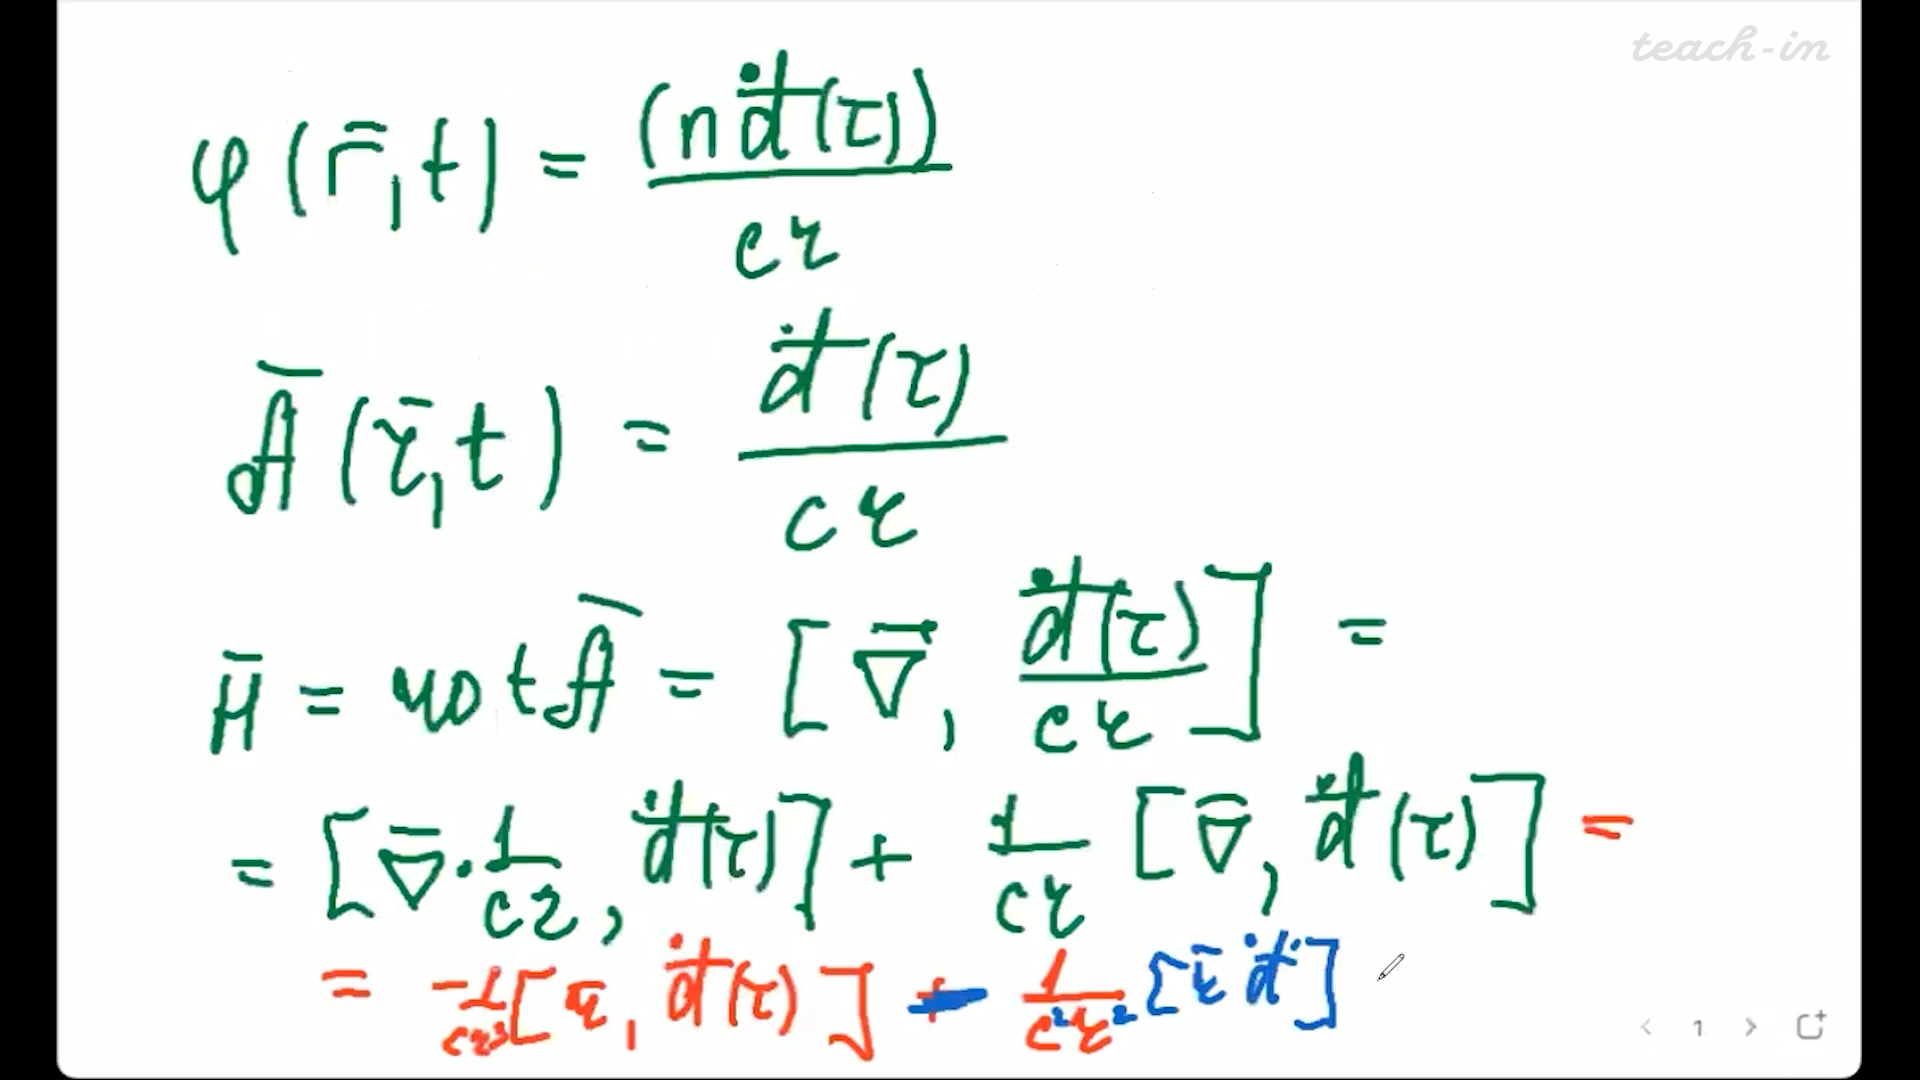 teach-in
φ(r̄,t) = (n ḋ̄(τ)) / cr
Ā(r̄,t) = ḋ̄(τ) / cr
H̄ = rot Ā = [∇̄, ḋ̄(τ) / cr] =
= [∇̄·1/cr, ḋ̄(τ)] + 1/cr [∇̄, ḋ̄(τ)] =
= -1/cr³ [r̄, ḋ̄(τ)] - 1/c²r² [r̄ d̈̄]
< 1 >